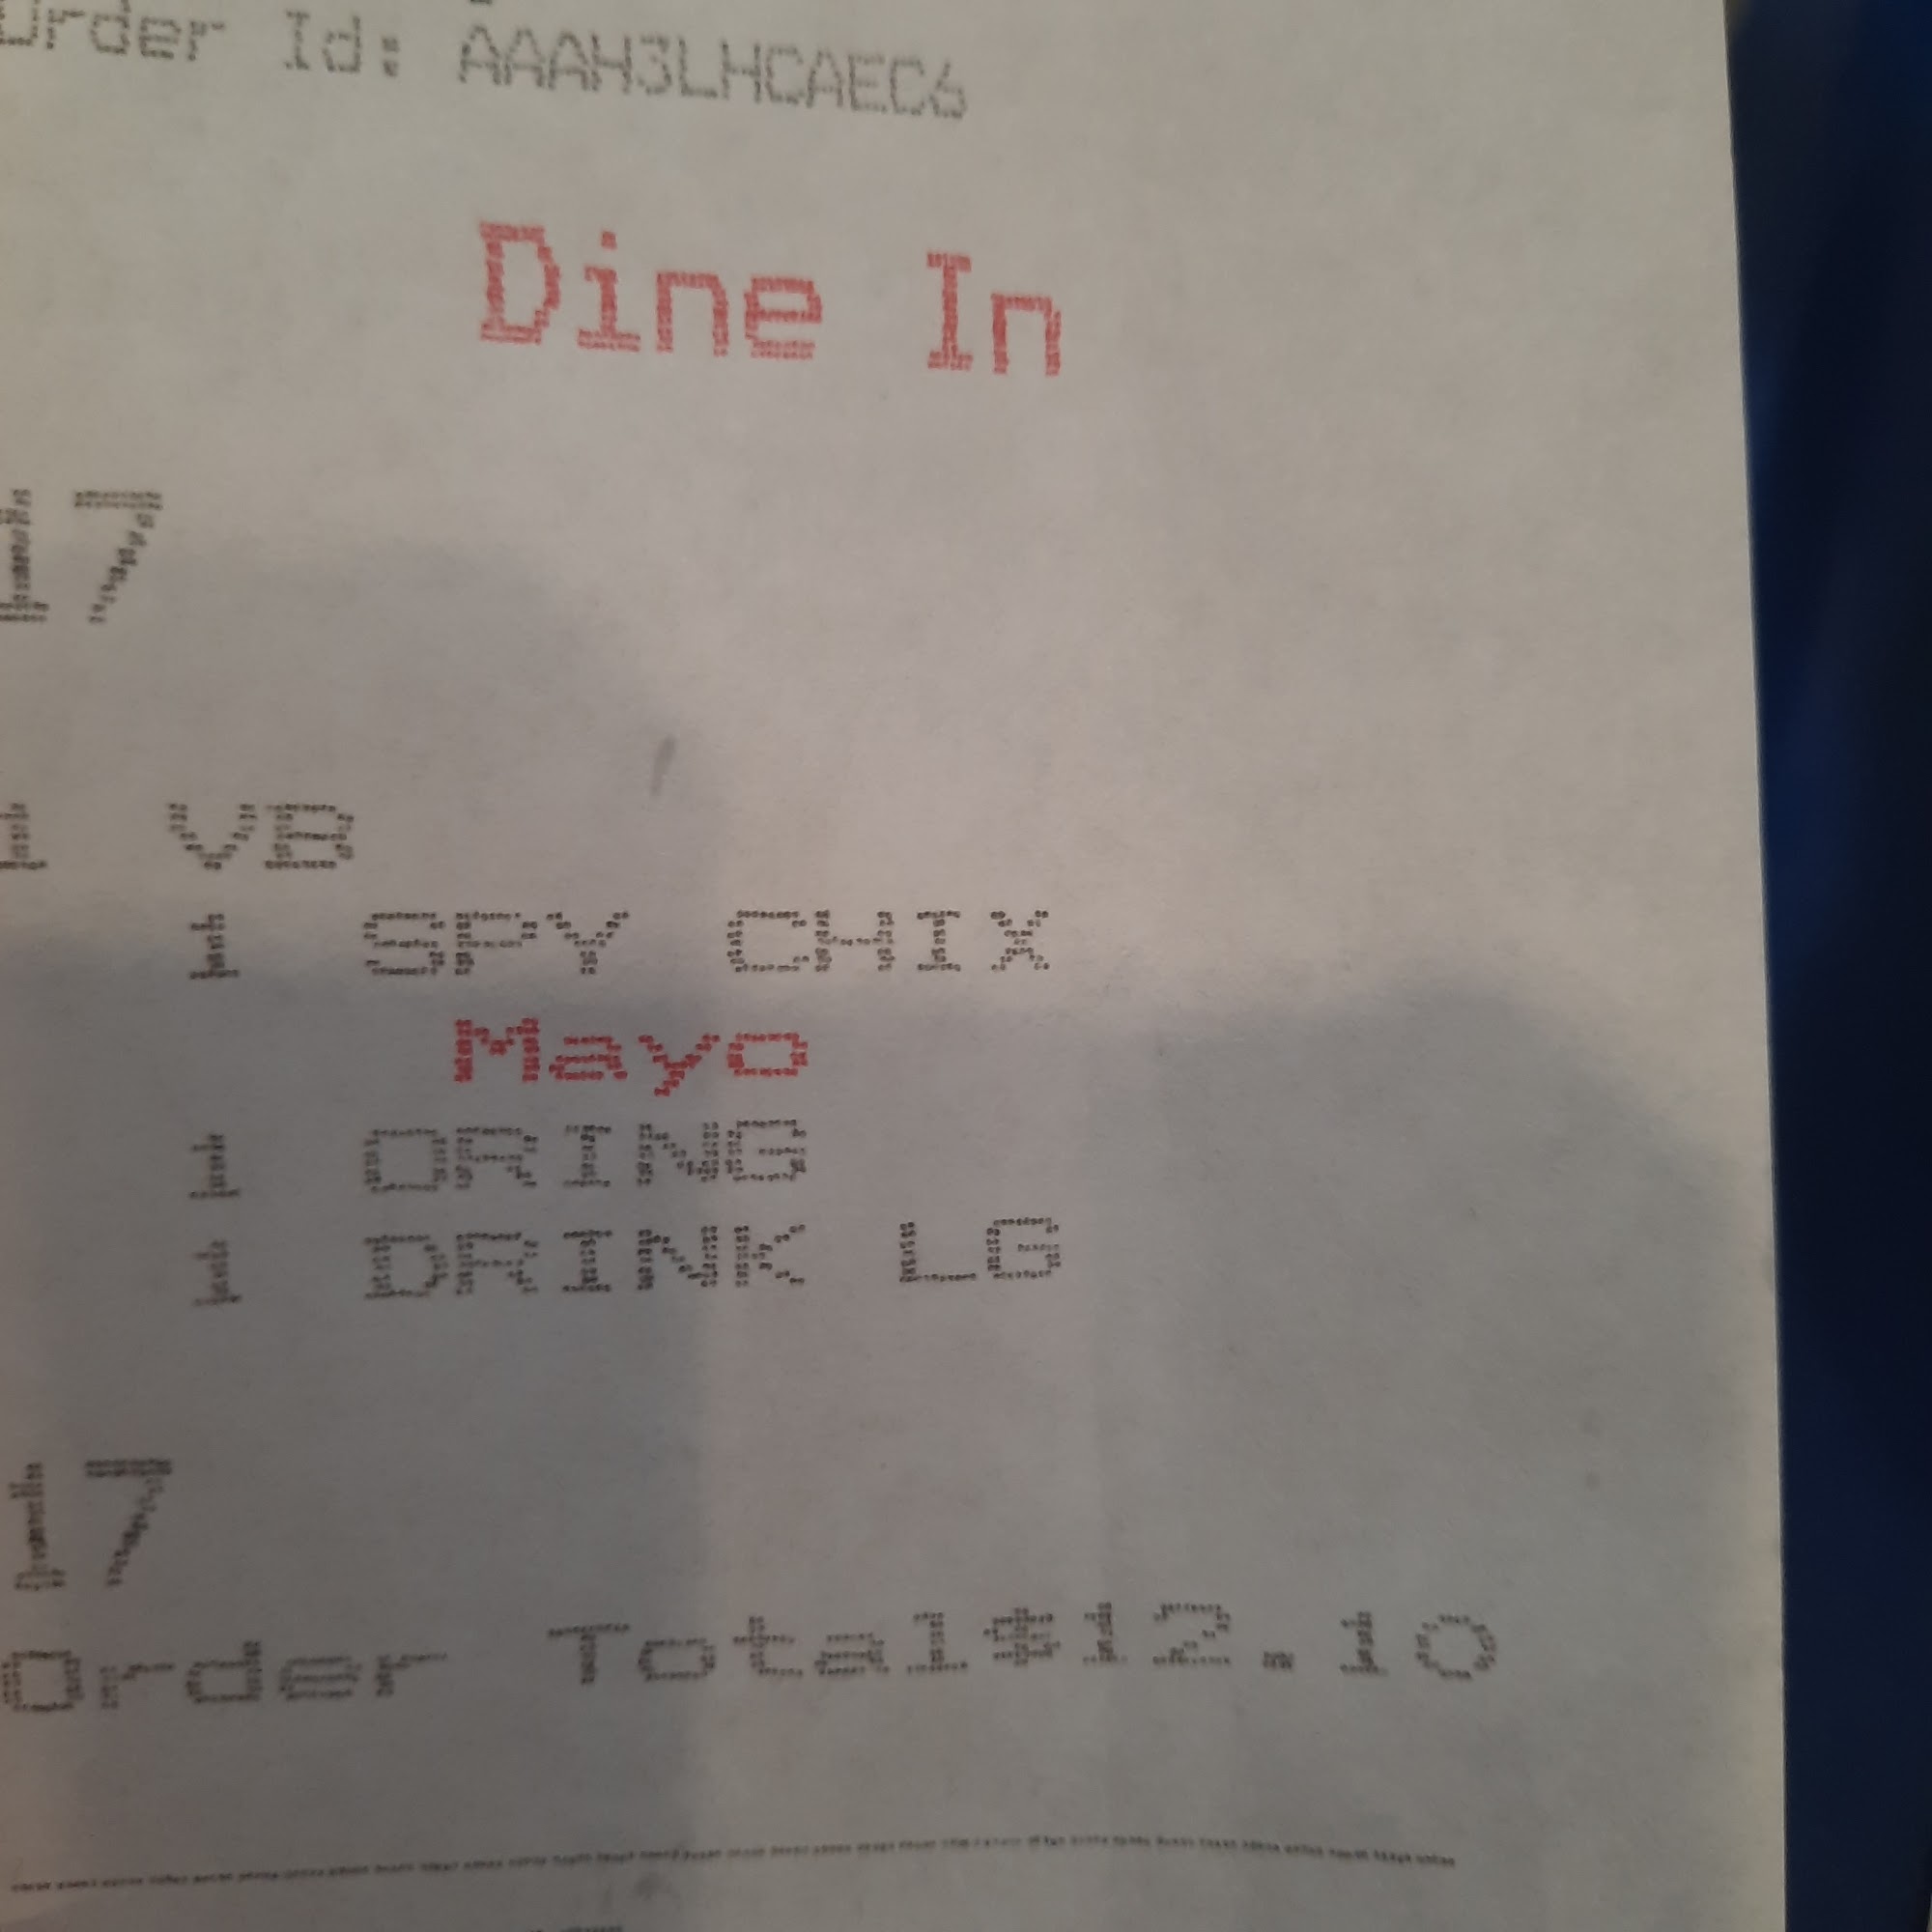 Order Id: AAAH3LHCAEC6
Dine In
17
1 VB
1 SPY CHIX
Mayo
1 ORING
1 DRINK LG
17
Order Total$12.10